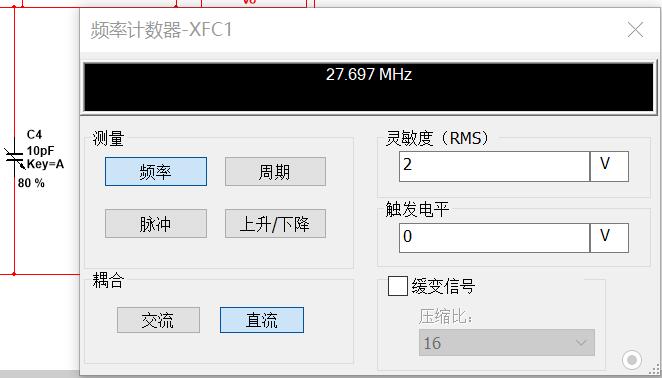 频率计数器-XFC1
27.697 MHz
C4
10pF
Key=A
80 %
测量
频率
周期
脉冲
上升/下降
耦合
交流
直流
灵敏度（RMS）
2
V
触发电平
0
V
缓变信号
压缩比：
16